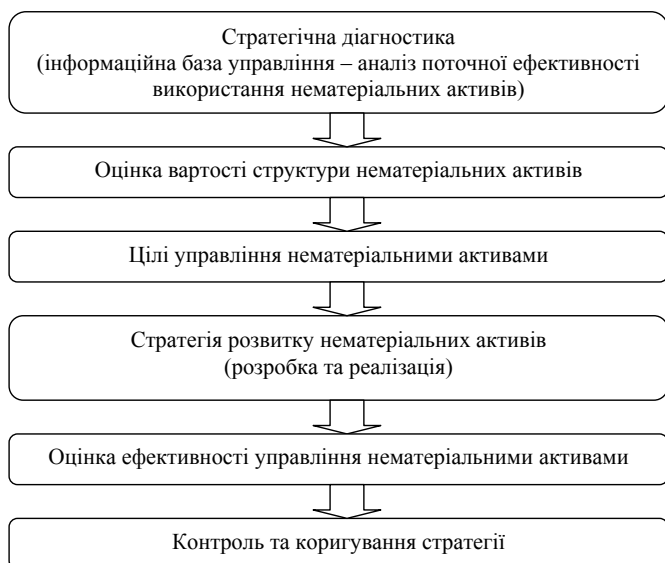 Стратегічна діагностика
(інформаційна база управління – аналіз поточної ефективності
використання нематеріальних активів)
Оцінка вартості структури нематеріальних активів
Цілі управління нематеріальними активами
Стратегія розвитку нематеріальних активів
(розробка та реалізація)
Оцінка ефективності управління нематеріальними активами
Контроль та коригування стратегії